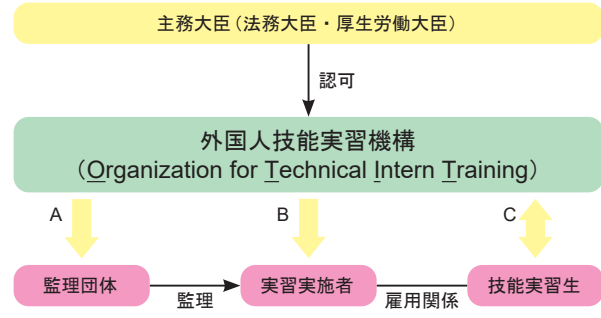 主務大臣（法務大臣・厚生労働大臣）
認可
外国人技能実習機構
（Organization for Technical Intern Training）
A
B
C
監理団体
監理
実習実施者
雇用関係
技能実習生